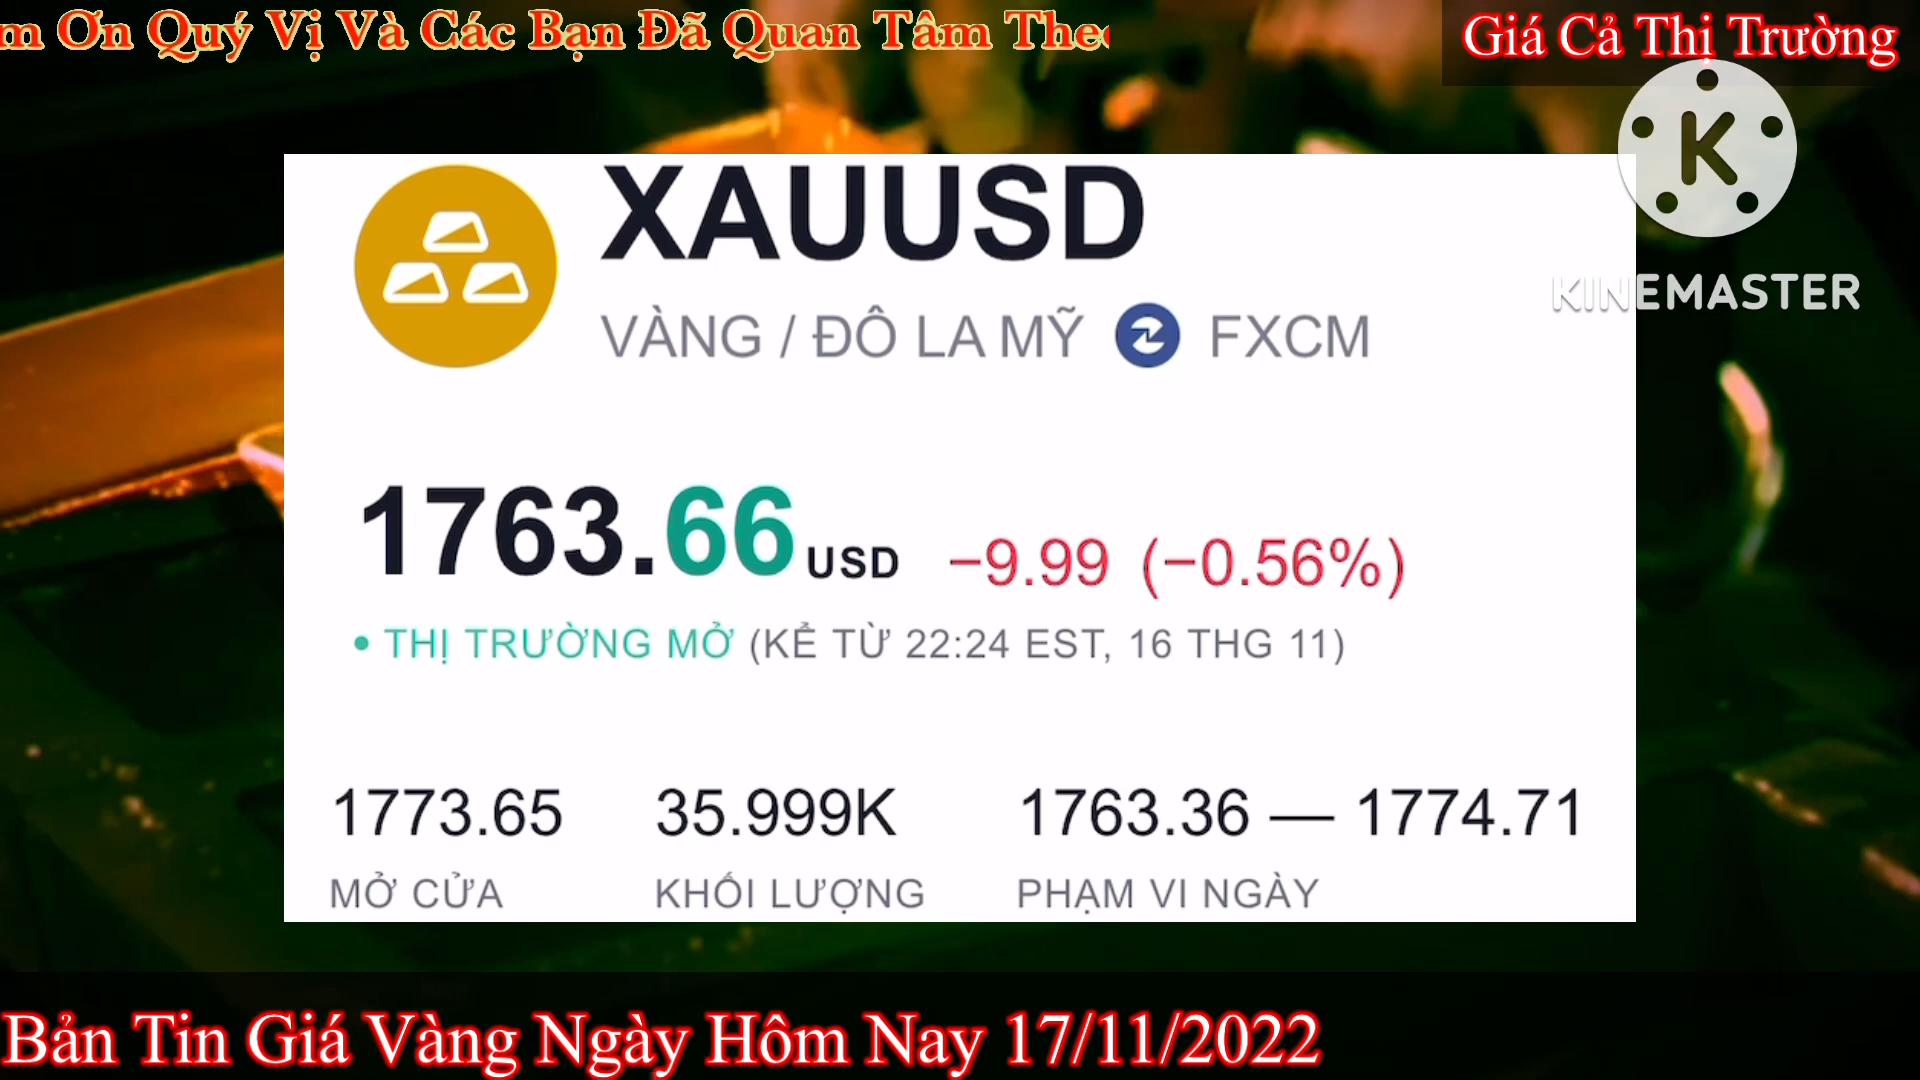 Ơn Quý Vị Và Các Bạn Đã Quan Tâm
Giá Cả Thị Trường
K
KINEMASTER
XAUUSD
VÀNG / ĐÔ LA MỸ FXCM
1763.66 USD −9.99 (−0.56%)
• THỊ TRƯỜNG MỞ (KỂ TỪ 22:24 EST, 16 THG 11)
1773.65 35.999K 1763.36 — 1774.71
MỞ CỬA KHỐI LƯỢNG PHẠM VI NGÀY
Bản Tin Giá Vàng Ngày Hôm Nay 17/11/2022